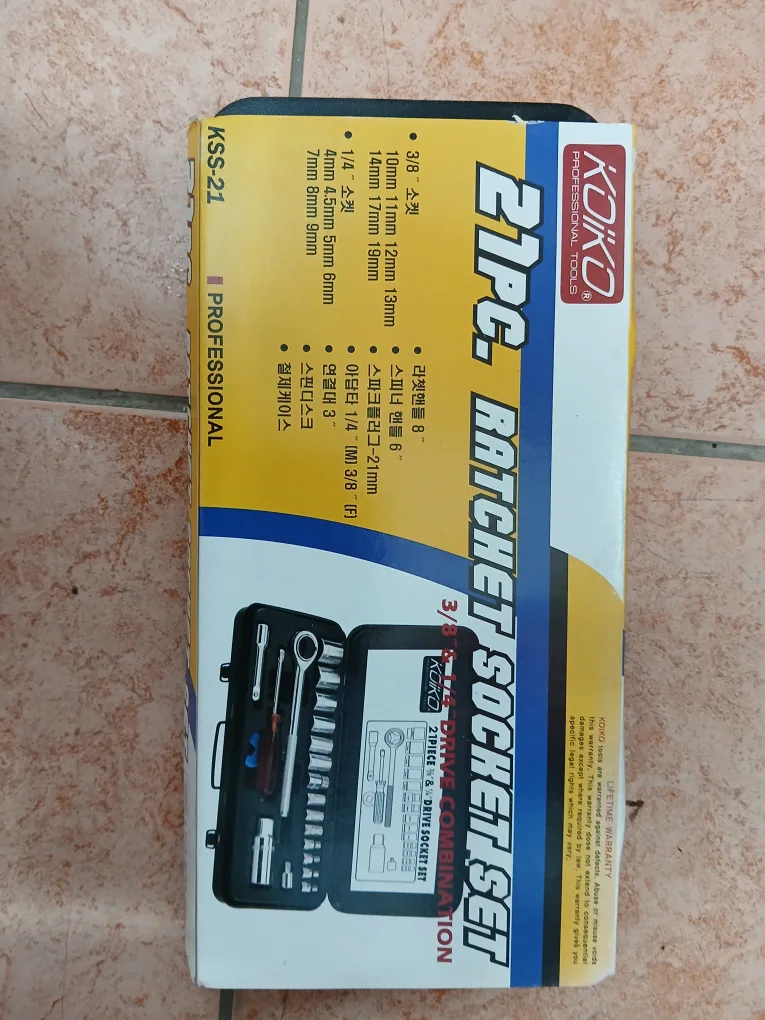 KOIKO®
PROFESSIONAL TOOLS
21PC. RATCHET SOCKET SET
3/8″ & 1/4″ DRIVE COMBINATION
• 3/8″ 소켓
10mm 11mm 12mm 13mm
14mm 17mm 19mm
• 1/4″ 소켓
4mm 4.5mm 5mm 6mm
7mm 8mm 9mm
• 라쳇핸들 8″
• 스피너 핸들 6″
• 스파크플러그-21mm
• 아답타 1/4″ (M) 3/8″ (F)
• 연결대 3″
• 스핀디스크
• 철제케이스
KSS-21
PROFESSIONAL
LIFETIME WARRANTY
KOIKO tools are warranted against defects. Abuse or misuse voids
this warranty. This warranty dose not extend to consequential
damages except where required by law. This warranty gives you
specific legal rights which may vary.
KOIKO
21PIECE 3/8″ & 1/4″ DRIVE SOCKET SET